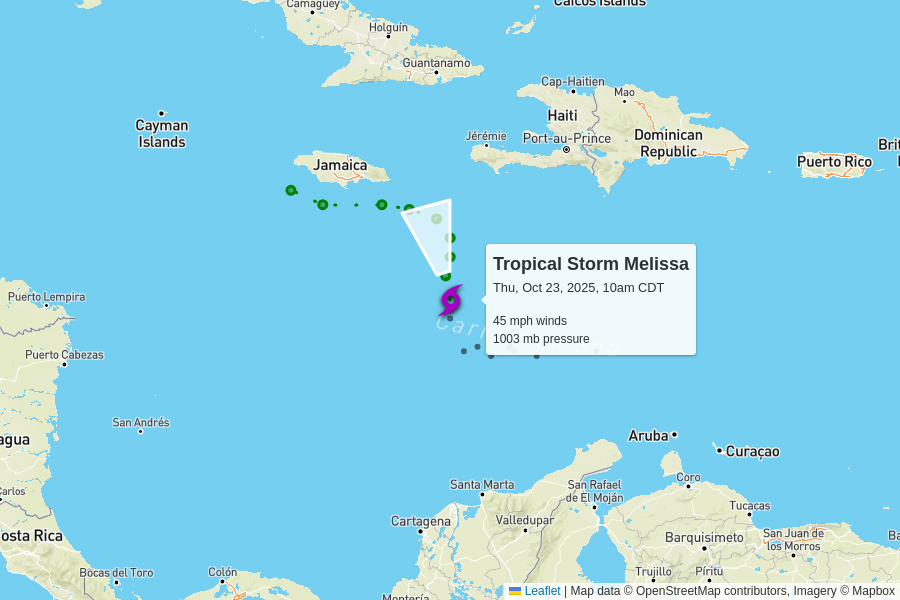 Camagüey
Caicos Islands
Holguín
Guantanamo
Cap-Haitien
Mao
Cayman
Islands
Haiti
Jérémie
Port-au-Prince
Dominican
Republic
Jamaica
Puerto Rico
Tropical Storm Melissa
Thu, Oct 23, 2025, 10am CDT
45 mph winds
1003 mb pressure
Puerto Lempira
Puerto Cabezas
San Andrés
agua
Carlos
osta Rica
Bocas del Toro
Colón
Aruba
Curaçao
Santa Marta
San Rafael
de El Moján
Coro
Cartagena
Valledupar
Tucacas
Barquisimeto
San Juan de
los Morros
Trujillo
Píritu
Montería
Leaflet | Map data © OpenStreetMap contributors, Imagery © Mapbox